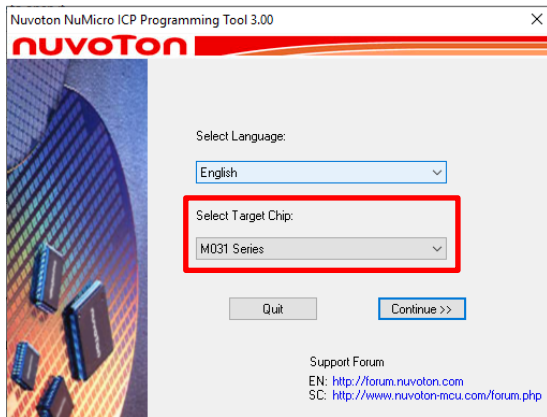 Nuvoton NuMicro ICP Programming Tool 3.00
nuvoTon
Select Language:
English
Select Target Chip:
M031 Series
Quit
Continue >>
Support Forum
EN: http://forum.nuvoton.com
SC: http://www.nuvoton-mcu.com/forum.php
nuvoTon